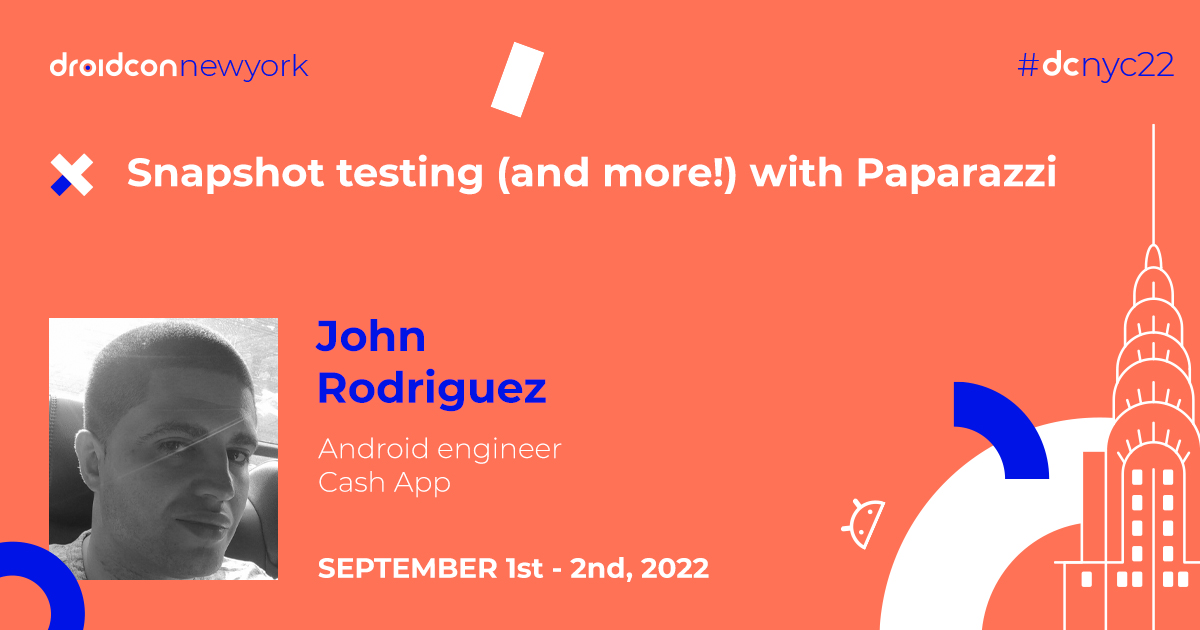 droidconnewyork
#dcnyc22
Snapshot testing (and more!) with Paparazzi
John
Rodriguez
Android engineer
Cash App
SEPTEMBER 1st - 2nd, 2022